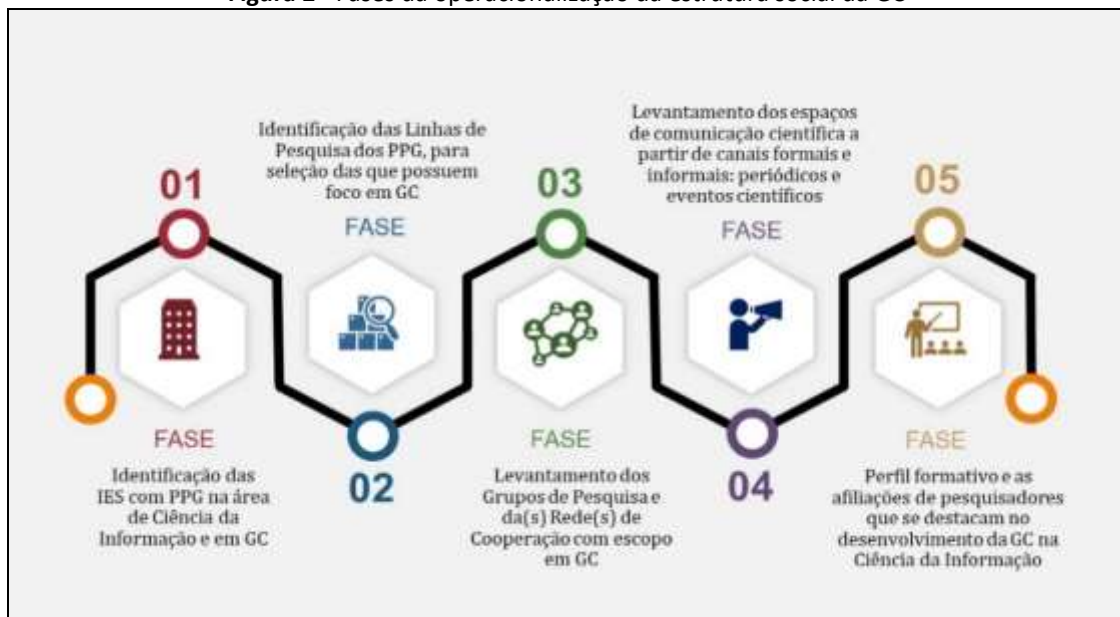 Figura 2 - Fases da operacionalização da estrutura social da GC
01
FASE
Identificação das
IES com PPG na área
de Ciência da
Informação e em GC
Identificação das Linhas de
Pesquisa dos PPG, para
seleção das que possuem
foco em GC
FASE
02
03
FASE
Levantamento dos
Grupos de Pesquisa e
da(s) Rede(s) de
Cooperação com escopo
em GC
Levantamento dos espaços
de comunicação científica a
partir de canais formais e
informais: periódicos e
eventos científicos
FASE
04
05
FASE
Perfil formativo e as
afiliações de pesquisadores
que se destacam no
desenvolvimento da GC na
Ciência da Informação